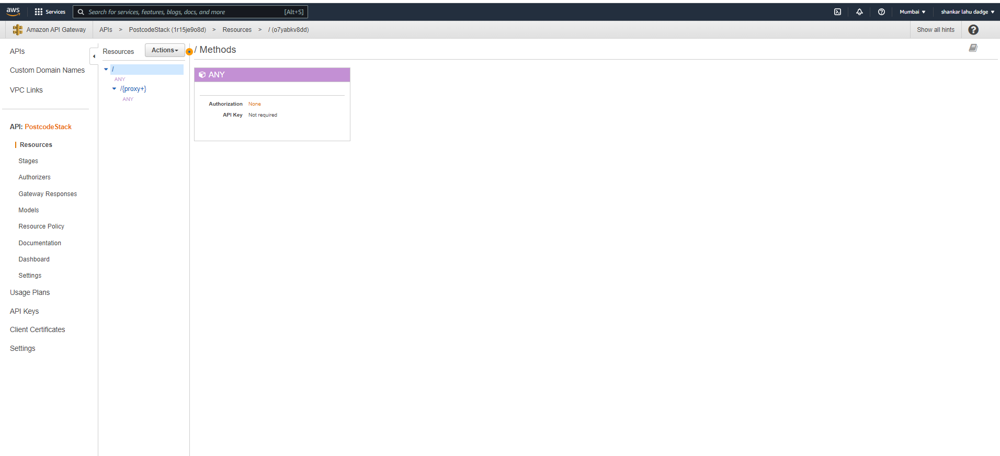 aws Services Search for services, features, blogs, docs, and more [Alt+S] Mumbai shankar lahu dadge
Amazon API Gateway APIs > PostcodeStack (1r15je9o8d) > Resources > / (o7yabkv8dd) Show all hints ?
APIs
Custom Domain Names
VPC Links
API: PostcodeStack
Resources
Stages
Authorizers
Gateway Responses
Models
Resource Policy
Documentation
Dashboard
Settings
Usage Plans
API Keys
Client Certificates
Settings
Resources Actions
/
ANY
/{proxy+}
ANY
/ Methods
ANY
Authorization None
API Key Not required